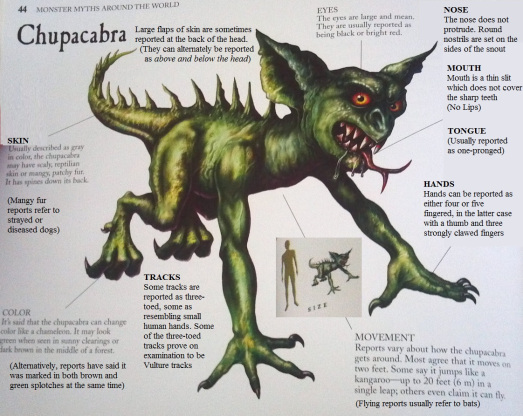 44 MONSTER MYTHS AROUND THE WORLD
Chupacabra
Large flaps of skin are sometimes
reported at the back of the head.
(They can alternately be reported
as above and below the head)
EYES
The eyes are large and mean.
They are usually reported as
being black or bright red.
NOSE
The nose does not
protrude. Round
nostrils are set on the
sides of the snout
MOUTH
Mouth is a thin slit
which does not cover
the sharp teeth
(No Lips)
TONGUE
(Usually reported
as one-pronged)
SKIN
Usually described as gray
in color, the chupacabra
may have scaly, reptilian
skin or mangy, patchy fur.
It has spines down its back.
(Mangy fur
reports refer to
strayed or
diseased dogs)
HANDS
Hands can be reported as
either four or five
fingered, in the latter case
with a thumb and three
strongly clawed fingers
TRACKS
Some tracks are
reported as three-
toed, some as
resembling small
human hands. Some
of the three-toed
tracks prove on
examination to be
Vulture tracks
SIZE
COLOR
It's said that the chupacabra can change
color like a chameleon. It may look
green when seen in sunny clearings or
dark brown in the middle of a forest.
(Alternatively, reports have said it
was marked in both brown and
green splotches at the same time)
MOVEMENT
Reports vary about how the chupacabra
gets around. Most agree that it moves on
two feet. Some say it jumps like a
kangaroo—up to 20 feet (6 m) in a
single leap; others even claim it can fly.
(Flying reports usually refer to bats)